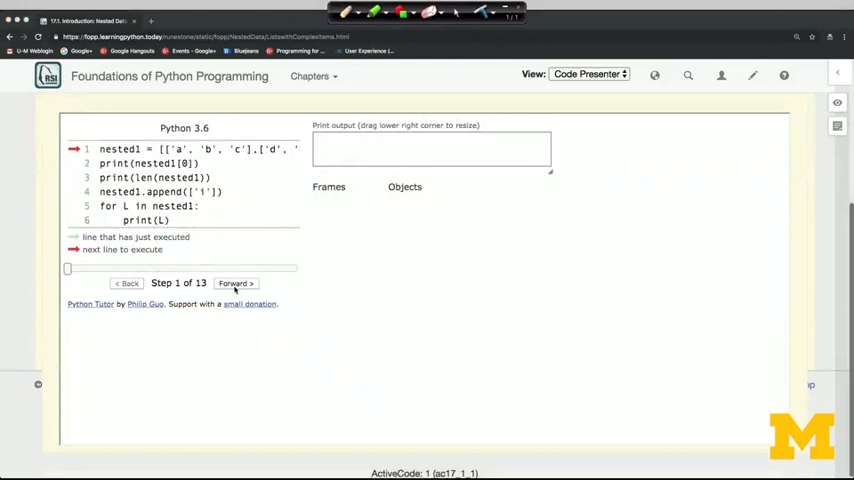 1/1
17.1. Introduction: Nested Dat
https://fopp.learningpython.today/runestone/static/fopp/NestedData/ListswithComplexItems.html
U-M Weblogin Google+ Google Hangouts Events - Google+ Bluejeans Programming for ... User Experience (...
RSI Foundations of Python Programming Chapters View: Code Presenter
Python 3.6
Print output (drag lower right corner to resize)
1 nested1 = [['a', 'b', 'c'],['d', '
2 print(nested1[0])
3 print(len(nested1))
4 nested1.append(['i'])
5 for L in nested1:
6 print(L)
Frames Objects
line that has just executed
next line to execute
< Back Step 1 of 13 Forward >
Python Tutor by Philip Guo. Support with a small donation.
©
op
M
ActiveCode: 1 (ac17_1_1)